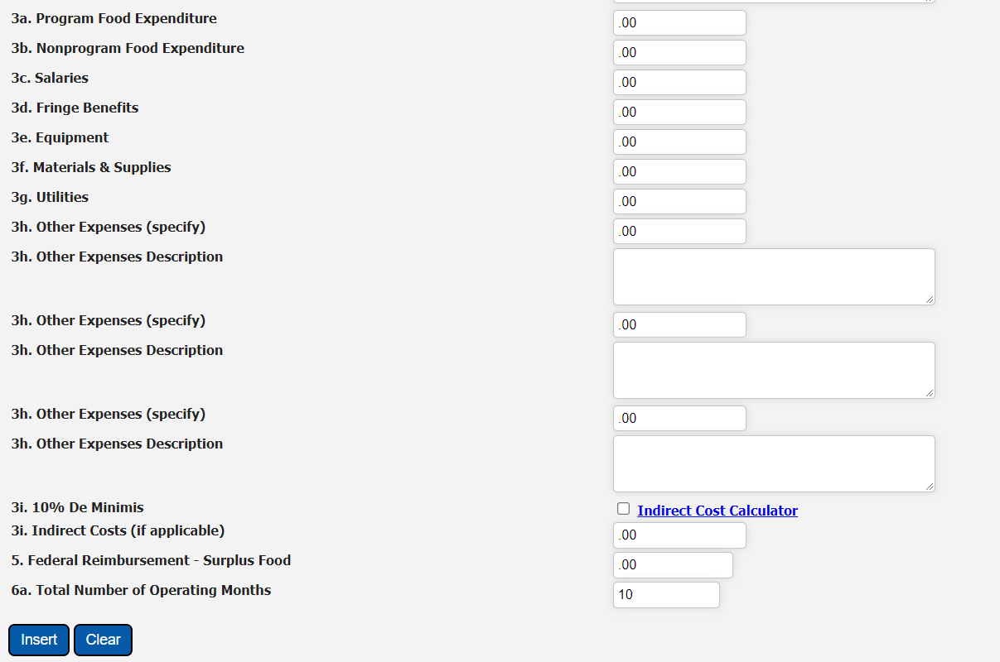 3a. Program Food Expenditure .00
3b. Nonprogram Food Expenditure .00
3c. Salaries .00
3d. Fringe Benefits .00
3e. Equipment .00
3f. Materials & Supplies .00
3g. Utilities .00
3h. Other Expenses (specify) .00
3h. Other Expenses Description
3h. Other Expenses (specify) .00
3h. Other Expenses Description
3h. Other Expenses (specify) .00
3h. Other Expenses Description
3i. 10% De Minimis Indirect Cost Calculator
3i. Indirect Costs (if applicable) .00
5. Federal Reimbursement - Surplus Food .00
6a. Total Number of Operating Months 10
Insert Clear